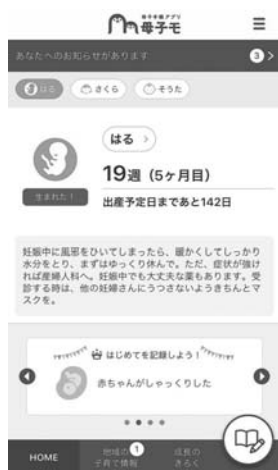 母子手帳アプリ
母子モ
あなたへのお知らせがあります
3
はる
さくら
そうた
はる
19週 (5ヶ月目)
生まれた！
出産予定日まであと142日
妊娠中に風邪をひいてしまったら、暖かくしてしっかり
水分をとり、まずはゆっくり休んで。ただ、症状が強け
れば産婦人科へ。妊娠中でも大丈夫な薬もあります。受
診する時は、他の妊婦さんにうつさないようきちんとマ
スクを。
はじめてを記録しよう！
赤ちゃんがしゃっくりした
HOME
地域の
子育て情報
1
成長の
きろく